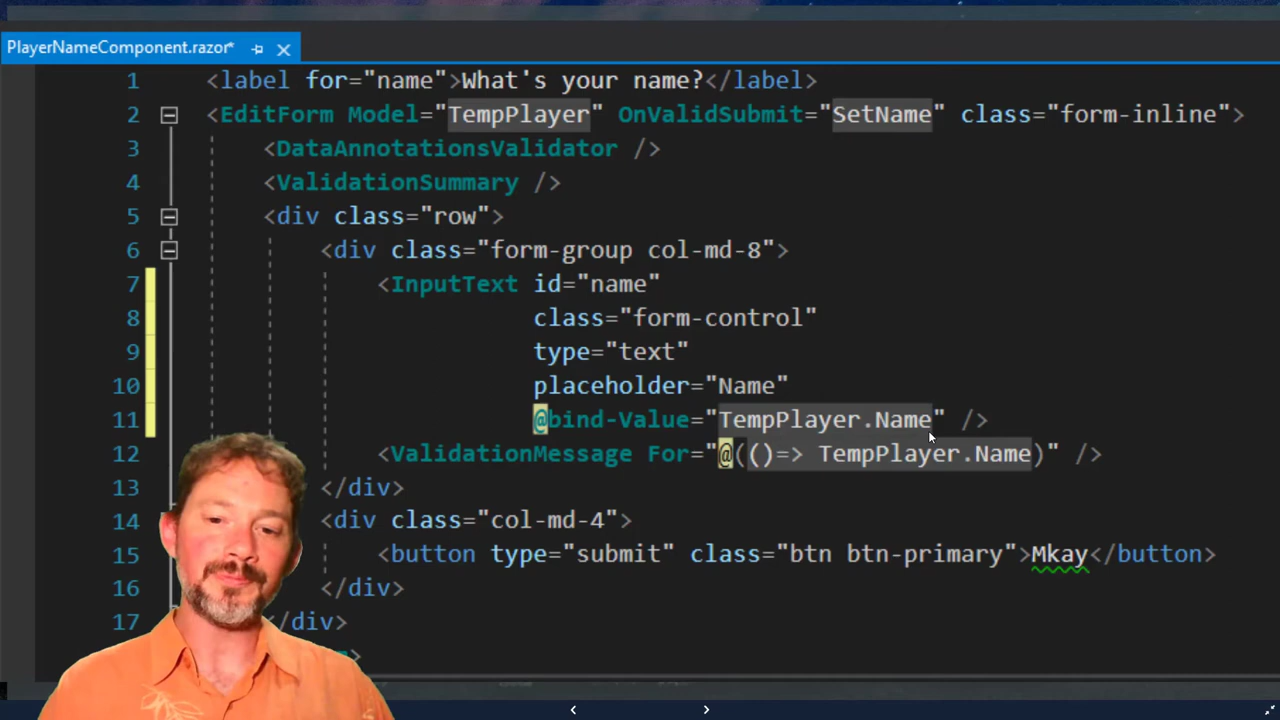 PlayerNameComponent.razor*
1 <label for="name">What's your name?</label>
2 <EditForm Model="TempPlayer" OnValidSubmit="SetName" class="form-inline">
3 <DataAnnotationsValidator />
4 <ValidationSummary />
5 <div class="row">
6 <div class="form-group col-md-8">
7 <InputText id="name"
8 class="form-control"
9 type="text"
10 placeholder="Name"
11 @bind-Value="TempPlayer.Name" />
12 <ValidationMessage For="@(()=> TempPlayer.Name)" />
13 </div>
14 <div class="col-md-4">
15 <button type="submit" class="btn btn-primary">Mkay</button>
16 </div>
17 </div>